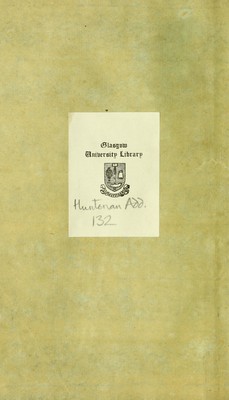 Glasgow
University Library
Hunterian Add.
132